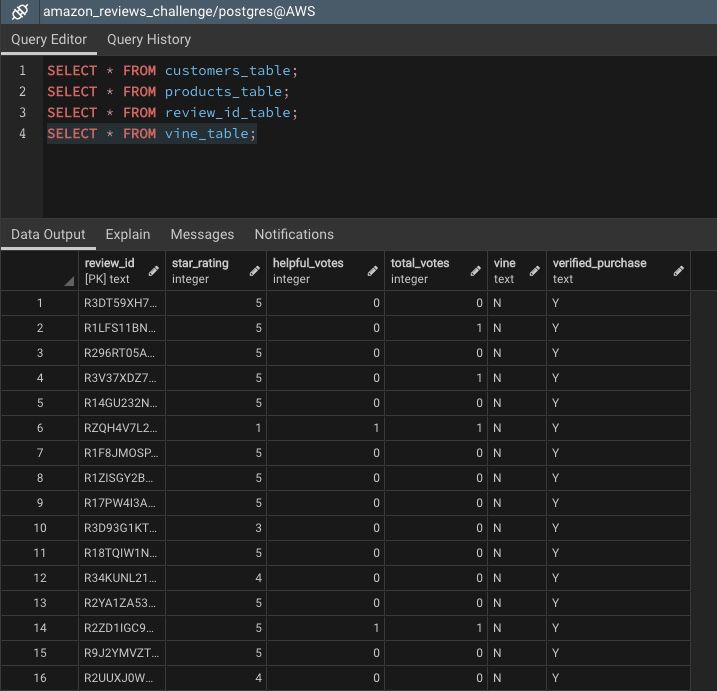 amazon_reviews_challenge/postgres@AWS
Query Editor Query History
1 SELECT * FROM customers_table;
2 SELECT * FROM products_table;
3 SELECT * FROM review_id_table;
4 SELECT * FROM vine_table;
Data Output Explain Messages Notifications
review_id star_rating helpful_votes total_votes vine verified_purchase
[PK] text integer integer integer text text
1 R3DT59XH7... 5 0 0 N Y
2 R1LFS11BN... 5 0 1 N Y
3 R296RT05A... 5 0 0 N Y
4 R3V37XDZ7... 5 0 1 N Y
5 R14GU232N... 5 0 0 N Y
6 RZQH4V7L2... 1 1 1 N Y
7 R1F8JMOSP... 5 0 0 N Y
8 R1ZISGY2B... 5 0 0 N Y
9 R17PW4I3A... 5 0 0 N Y
10 R3D93G1KT... 3 0 0 N Y
11 R18TQIW1N... 5 0 0 N Y
12 R34KUNL21... 4 0 0 N Y
13 R2YA1ZA53... 5 0 0 N Y
14 R2ZD1IGC9... 5 1 1 N Y
15 R9J2YMVZT... 5 0 0 N Y
16 R2UUXJ0W... 4 0 0 N Y